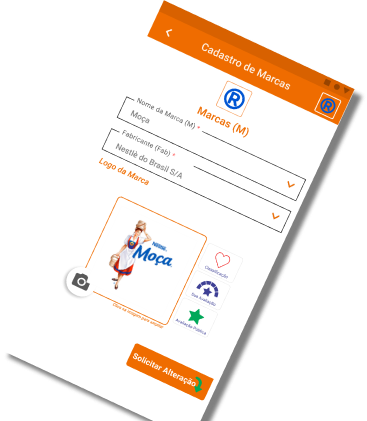 Cadastro de Marcas
®
®
Marcas (M)
Nome da Marca (M) *
Moça
Fabricante (Fab) *
Nestlè do Brasil S/A
Logo da Marca
Nestlé
Moça
Classificação
Sua Avaliação
Avaliação Pública
Solicitar Alteração